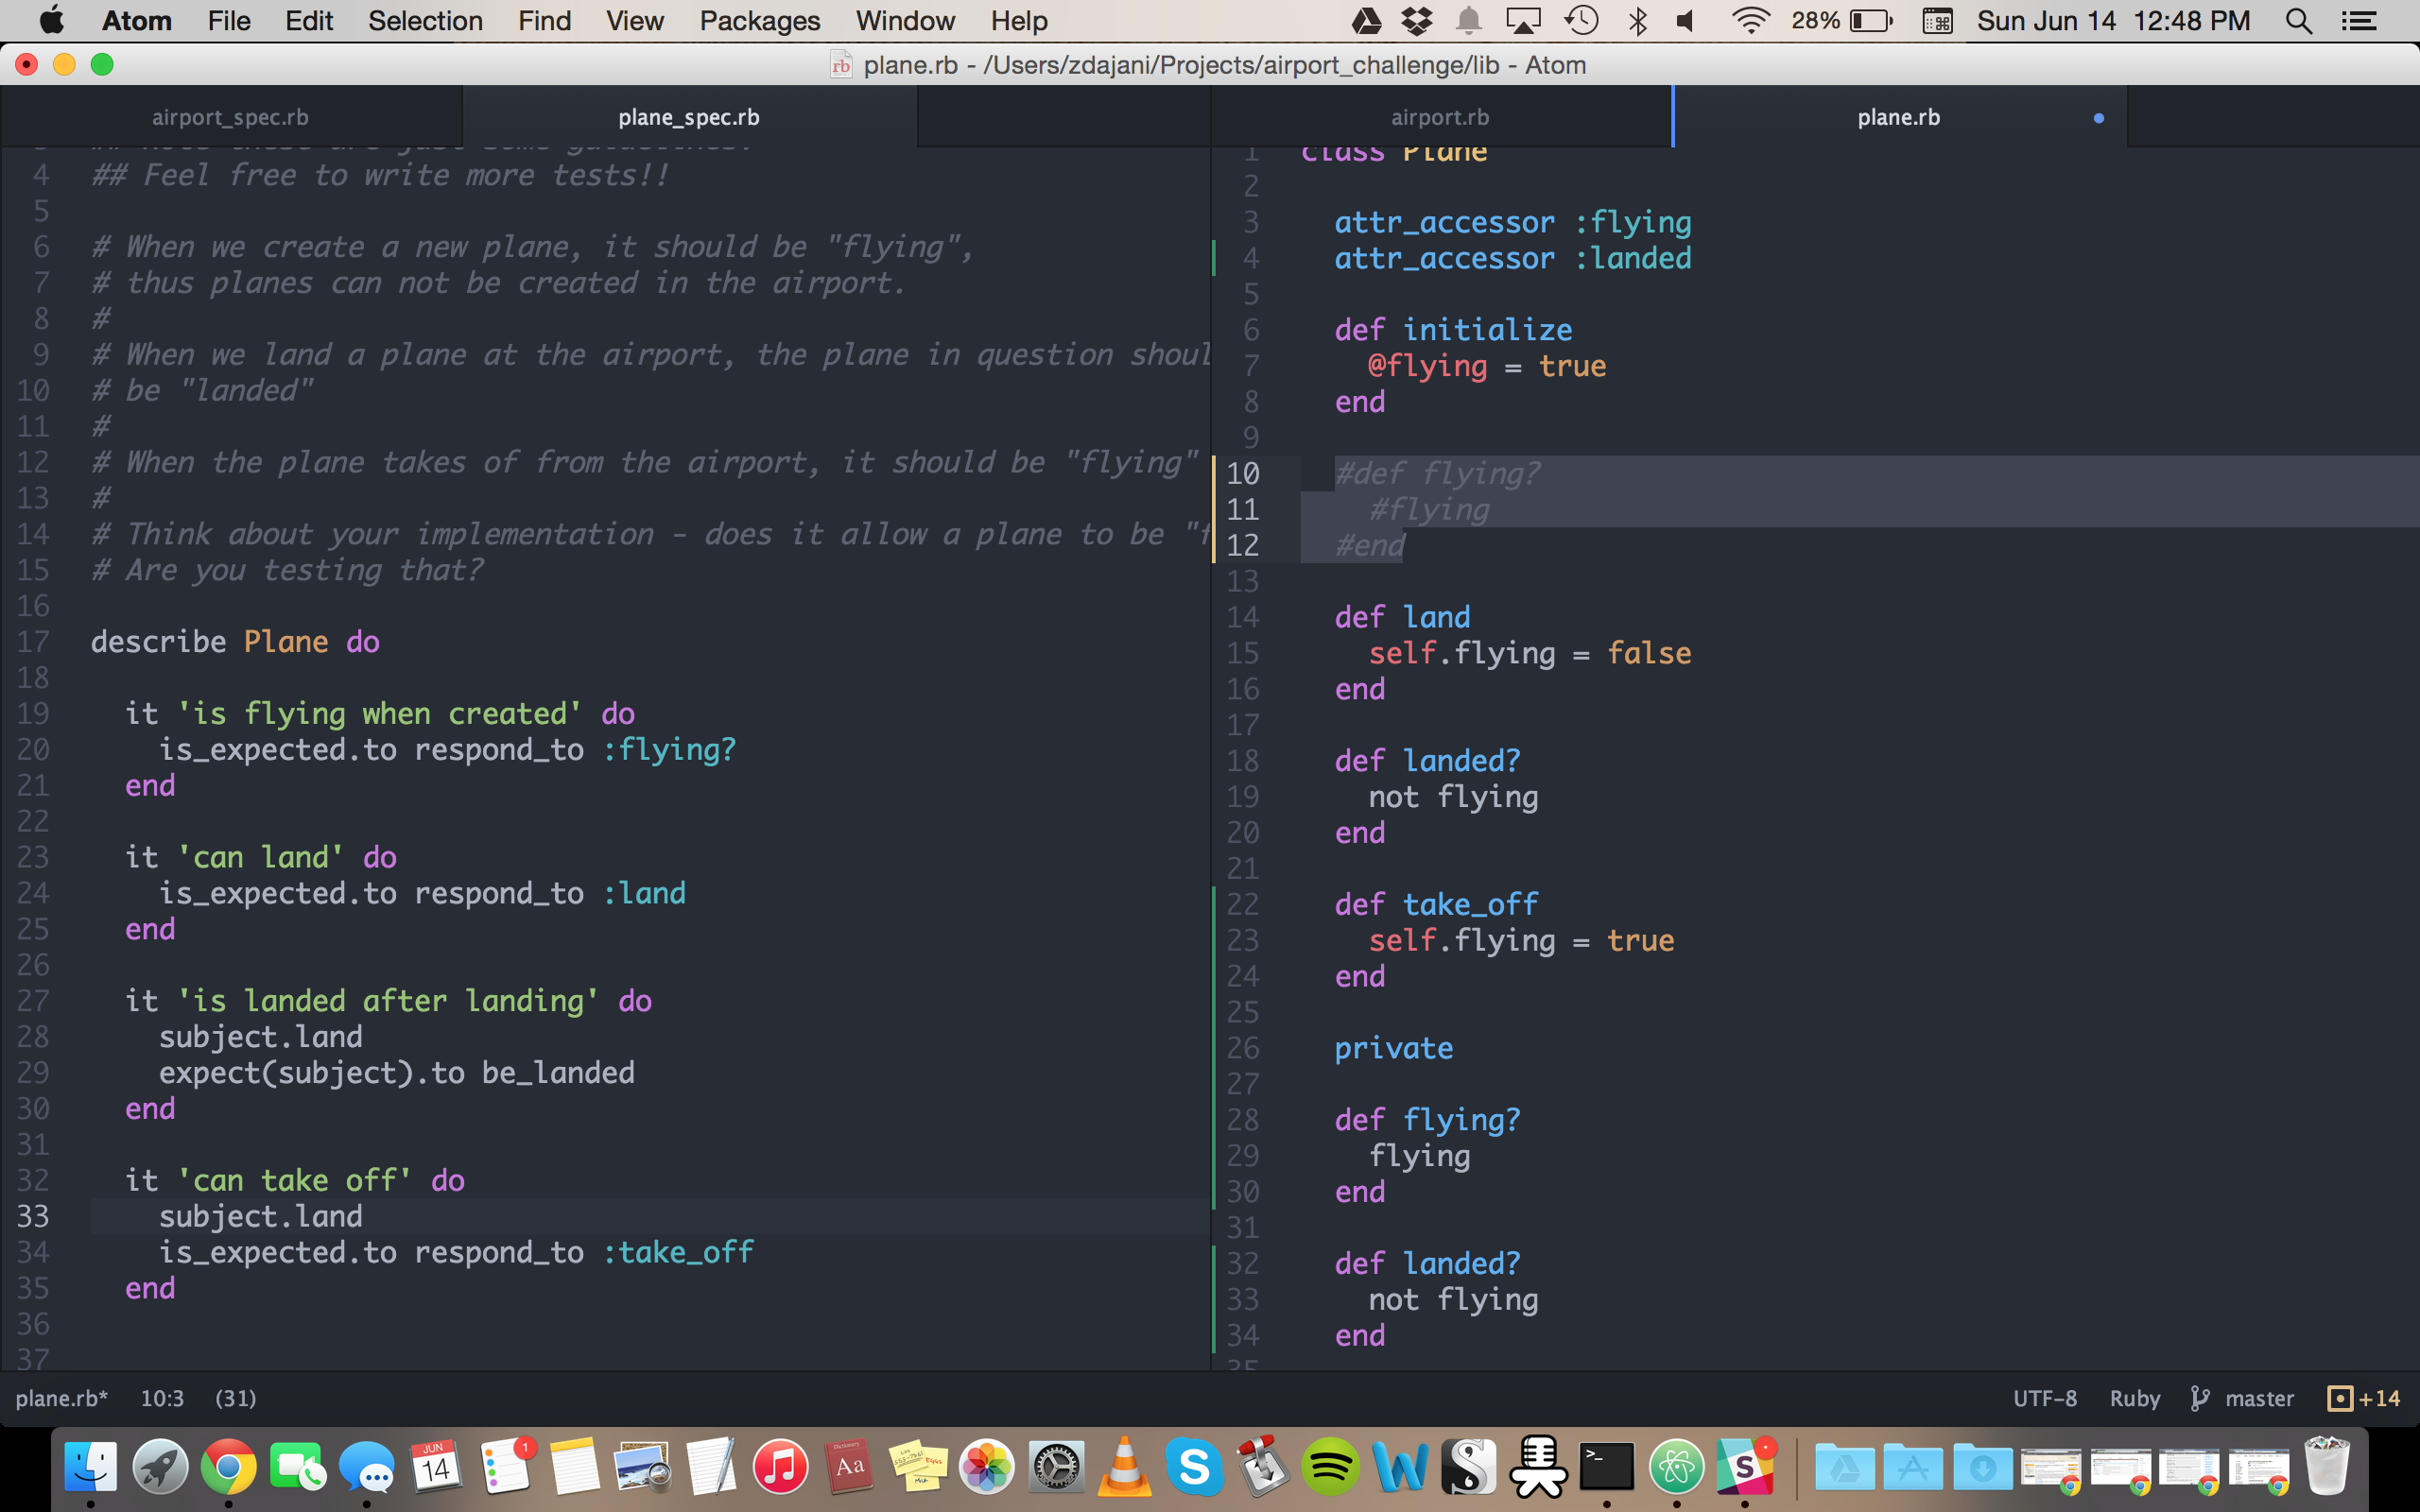 Atom File Edit Selection Find View Packages Window Help 28% Sun Jun 14 12:48 PM
rb plane.rb - /Users/zdajani/Projects/airport_challenge/lib - Atom
airport_spec.rb plane_spec.rb airport.rb plane.rb
4 ## Feel free to write more tests!!
5
6 # When we create a new plane, it should be "flying",
7 # thus planes can not be created in the airport.
8 #
9 # When we land a plane at the airport, the plane in question shoul
10 # be "landed"
11 #
12 # When the plane takes of from the airport, it should be "flying"
13 #
14 # Think about your implementation - does it allow a plane to be "f
15 # Are you testing that?
16
17 describe Plane do
18
19 it 'is flying when created' do
20 is_expected.to respond_to :flying?
21 end
22
23 it 'can land' do
24 is_expected.to respond_to :land
25 end
26
27 it 'is landed after landing' do
28 subject.land
29 expect(subject).to be_landed
30 end
31
32 it 'can take off' do
33 subject.land
34 is_expected.to respond_to :take_off
35 end
36
37
1 class Plane
2
3 attr_accessor :flying
4 attr_accessor :landed
5
6 def initialize
7 @flying = true
8 end
9
10 #def flying?
11 #flying
12 #end
13
14 def land
15 self.flying = false
16 end
17
18 def landed?
19 not flying
20 end
21
22 def take_off
23 self.flying = true
24 end
25
26 private
27
28 def flying?
29 flying
30 end
31
32 def landed?
33 not flying
34 end
35
plane.rb* 10:3 (31) UTF-8 Ruby master +14
JUN
14
1
Dictionary
Aa